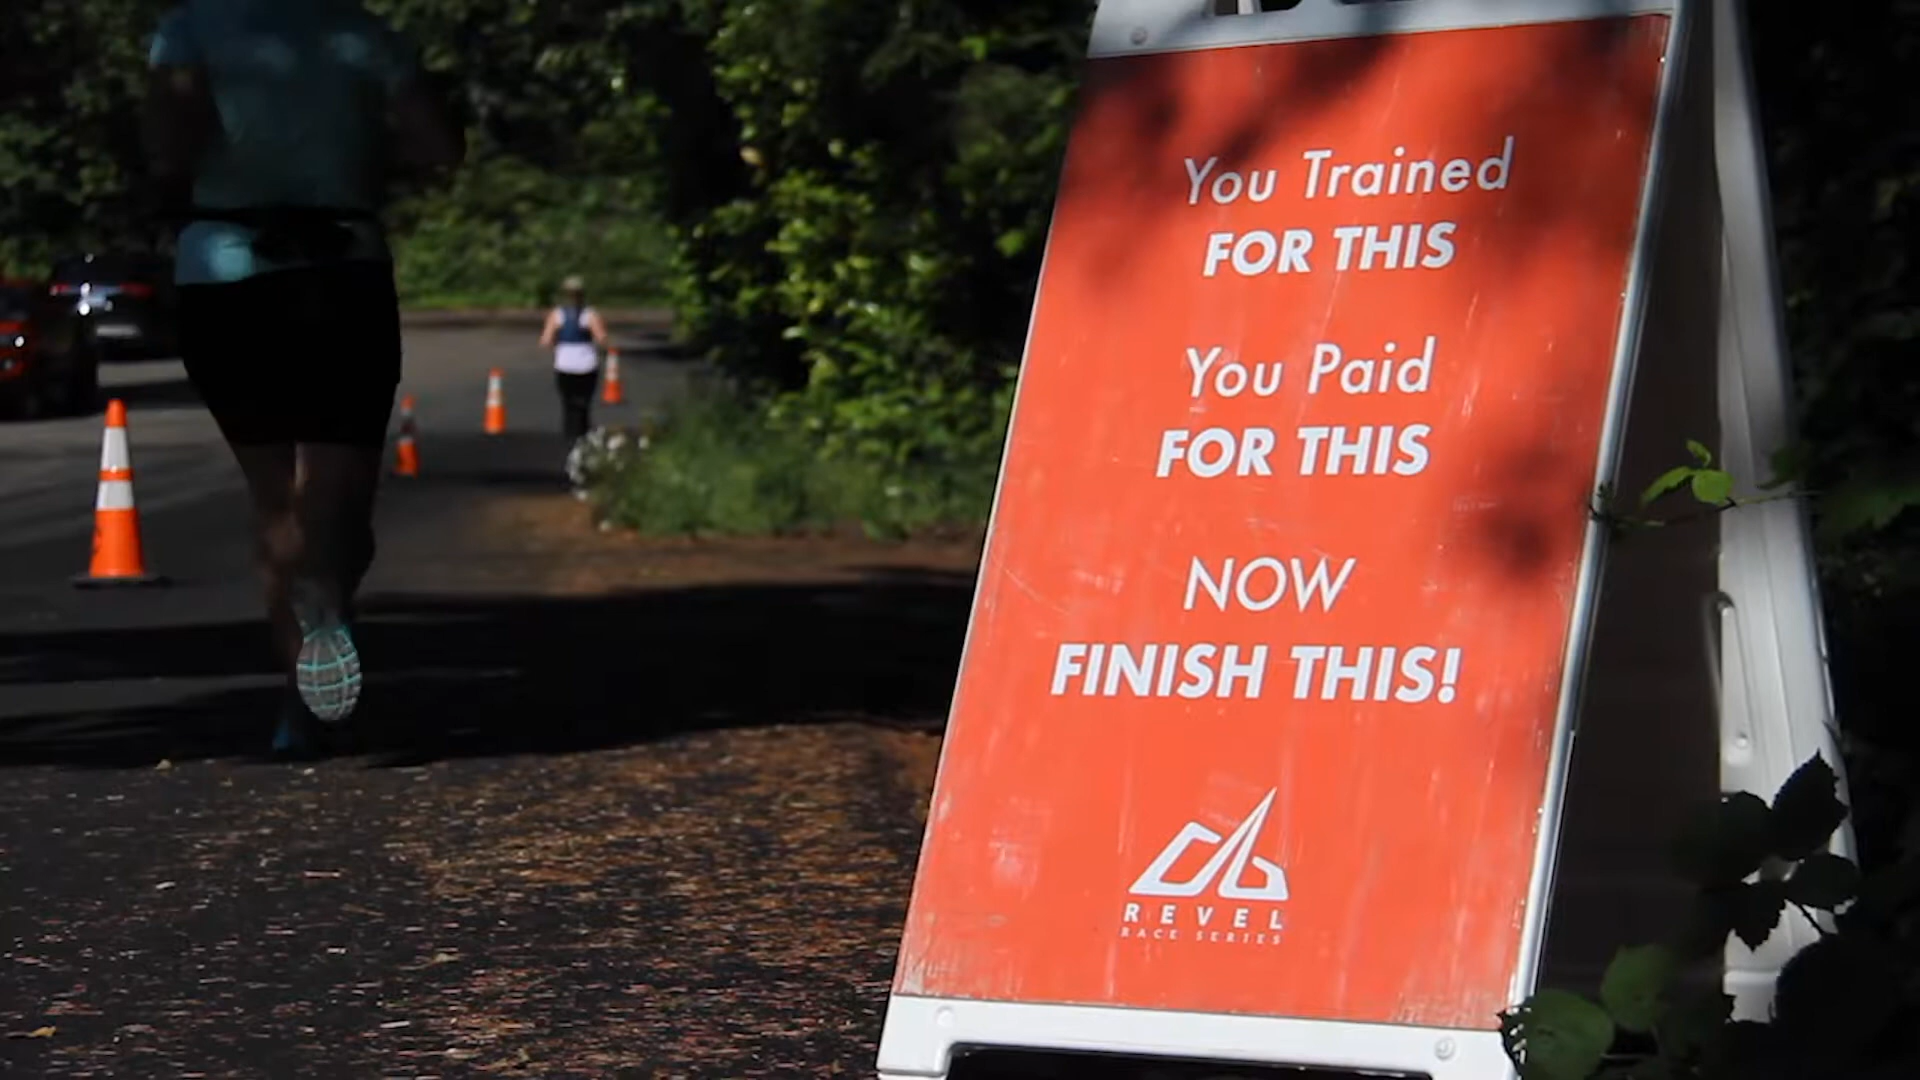 You Trained
FOR THIS
You Paid
FOR THIS
NOW
FINISH THIS!
REVEL
RACE SERIES